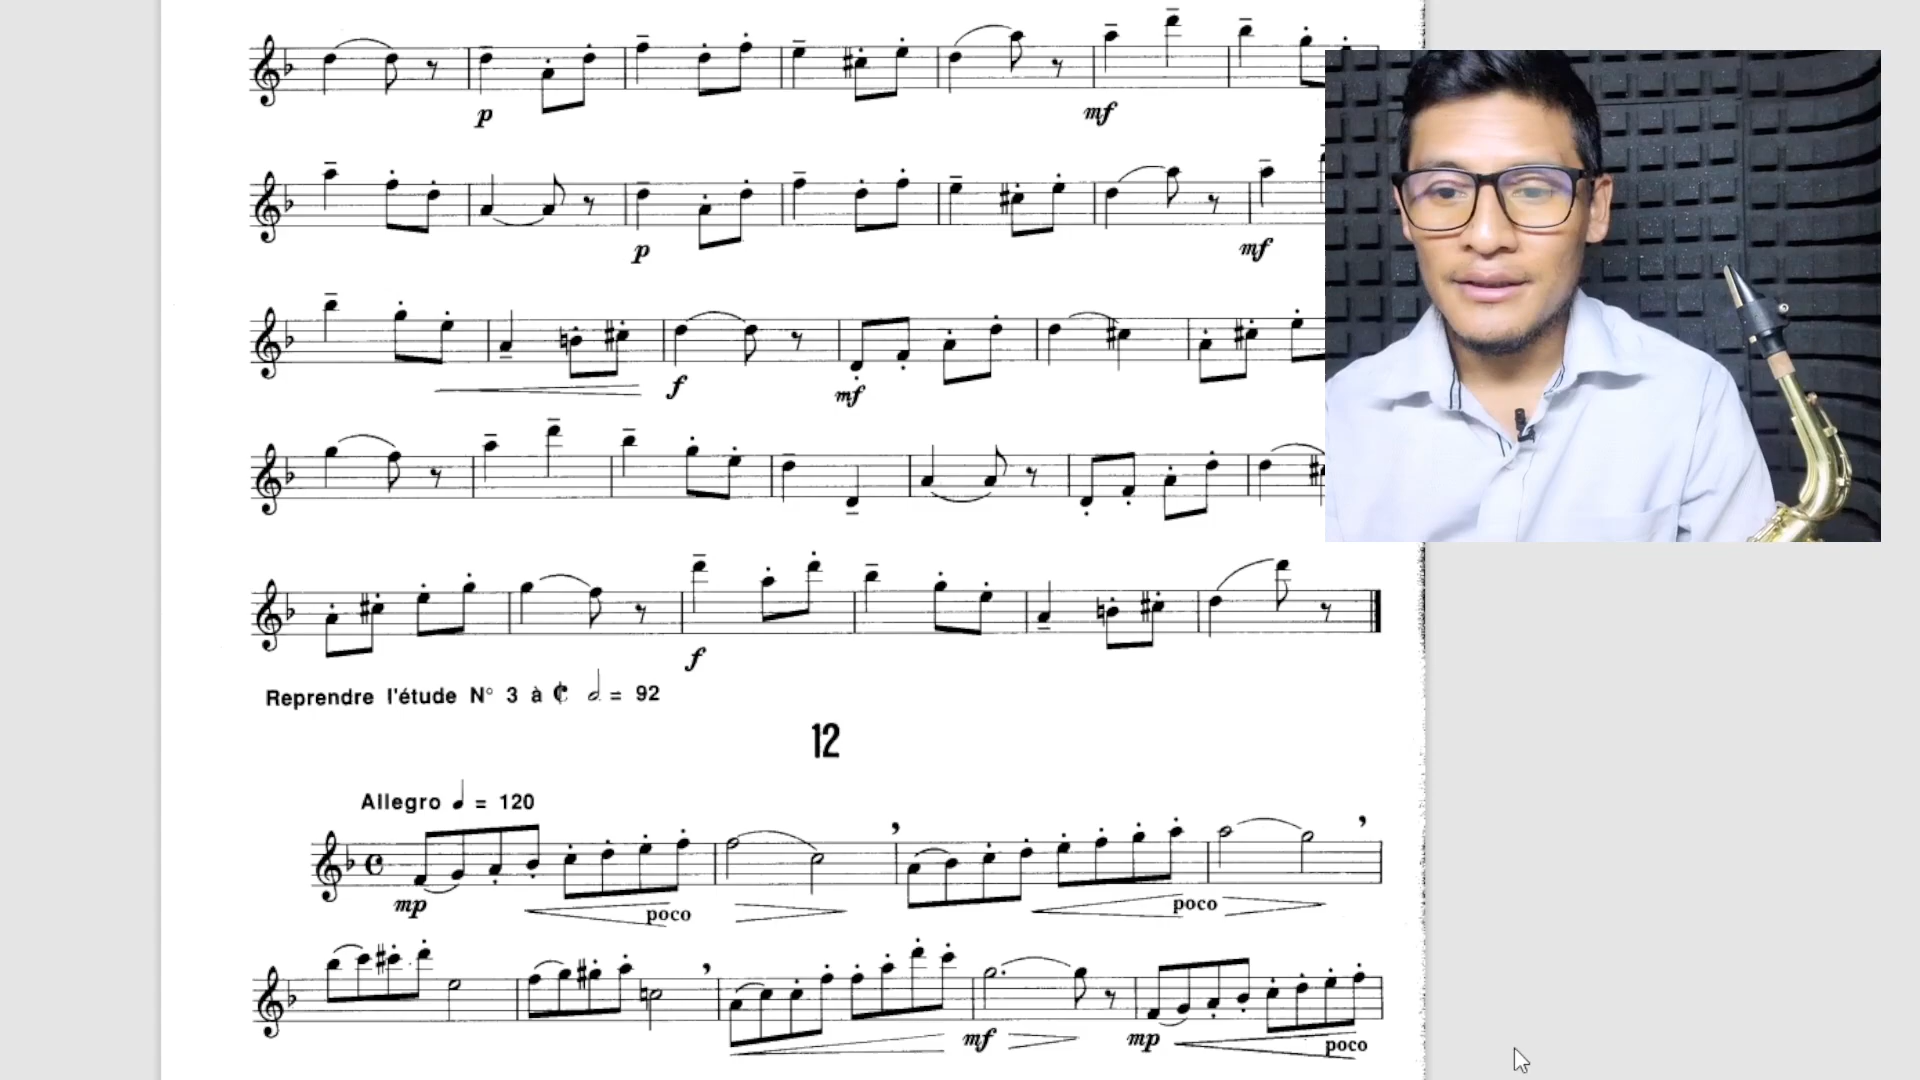 p mf
p mf
f mf
f
Reprendre l'étude N° 3 à ¢ = 92
12
Allegro ♩ = 120
mp poco poco
mf mp poco